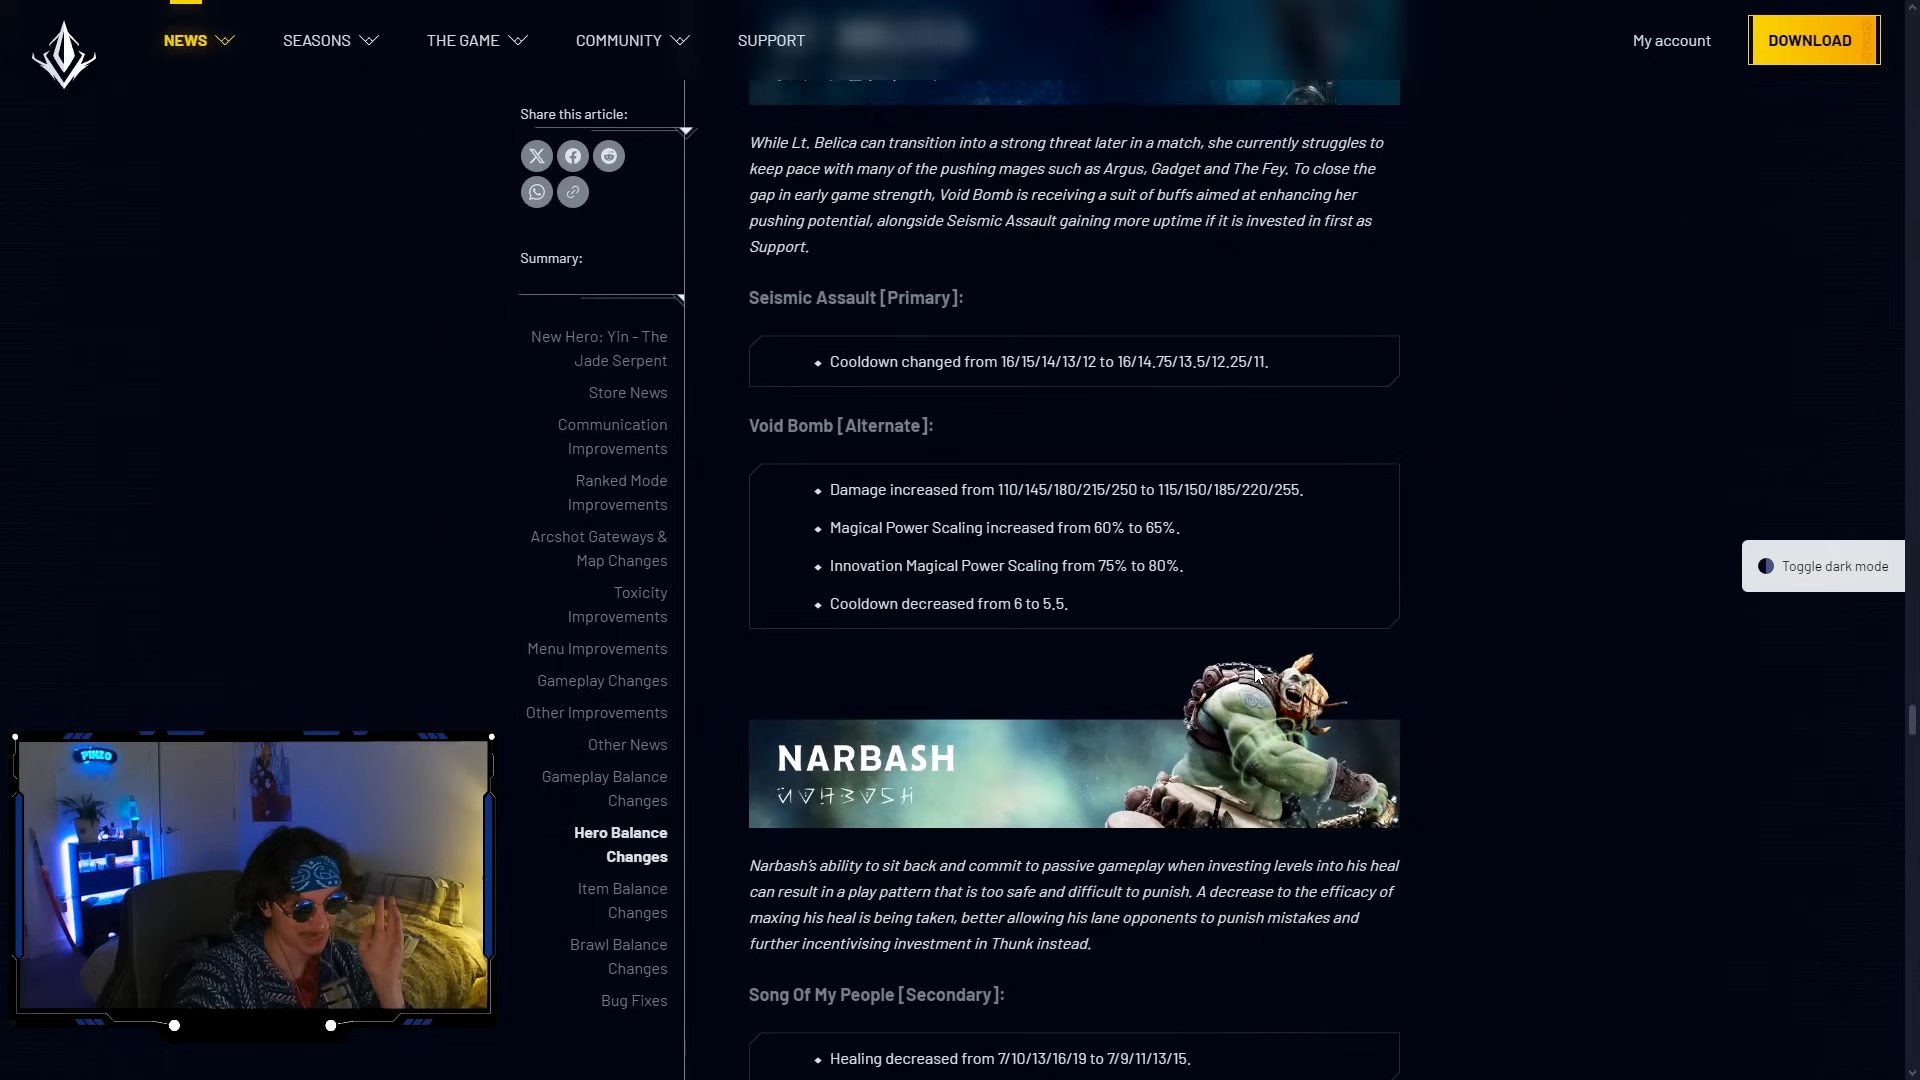 NEWS
SEASONS
THE GAME
COMMUNITY
SUPPORT
My account
DOWNLOAD
Share this article:
Summary:
New Hero: Yin - The
Jade Serpent
Store News
Communication
Improvements
Ranked Mode
Improvements
Arcshot Gateways &
Map Changes
Toxicity
Improvements
Menu Improvements
Gameplay Changes
Other Improvements
Other News
Gameplay Balance
Changes
Hero Balance
Changes
Item Balance
Changes
Brawl Balance
Changes
Bug Fixes
While Lt. Belica can transition into a strong threat later in a match, she currently struggles to
keep pace with many of the pushing mages such as Argus, Gadget and The Fey. To close the
gap in early game strength, Void Bomb is receiving a suit of buffs aimed at enhancing her
pushing potential, alongside Seismic Assault gaining more uptime if it is invested in first as
Support.
Seismic Assault [Primary]:
Cooldown changed from 16/15/14/13/12 to 16/14.75/13.5/12.25/11.
Void Bomb [Alternate]:
Damage increased from 110/145/180/215/250 to 115/150/185/220/255.
Magical Power Scaling increased from 60% to 65%.
Innovation Magical Power Scaling from 75% to 80%.
Cooldown decreased from 6 to 5.5.
NARBASH
Narbash's ability to sit back and commit to passive gameplay when investing levels into his heal
can result in a play pattern that is too safe and difficult to punish. A decrease to the efficacy of
maxing his heal is being taken, better allowing his lane opponents to punish mistakes and
further incentivising investment in Thunk instead.
Song Of My People [Secondary]:
Healing decreased from 7/10/13/16/19 to 7/9/11/13/15.
Toggle dark mode
PINZO